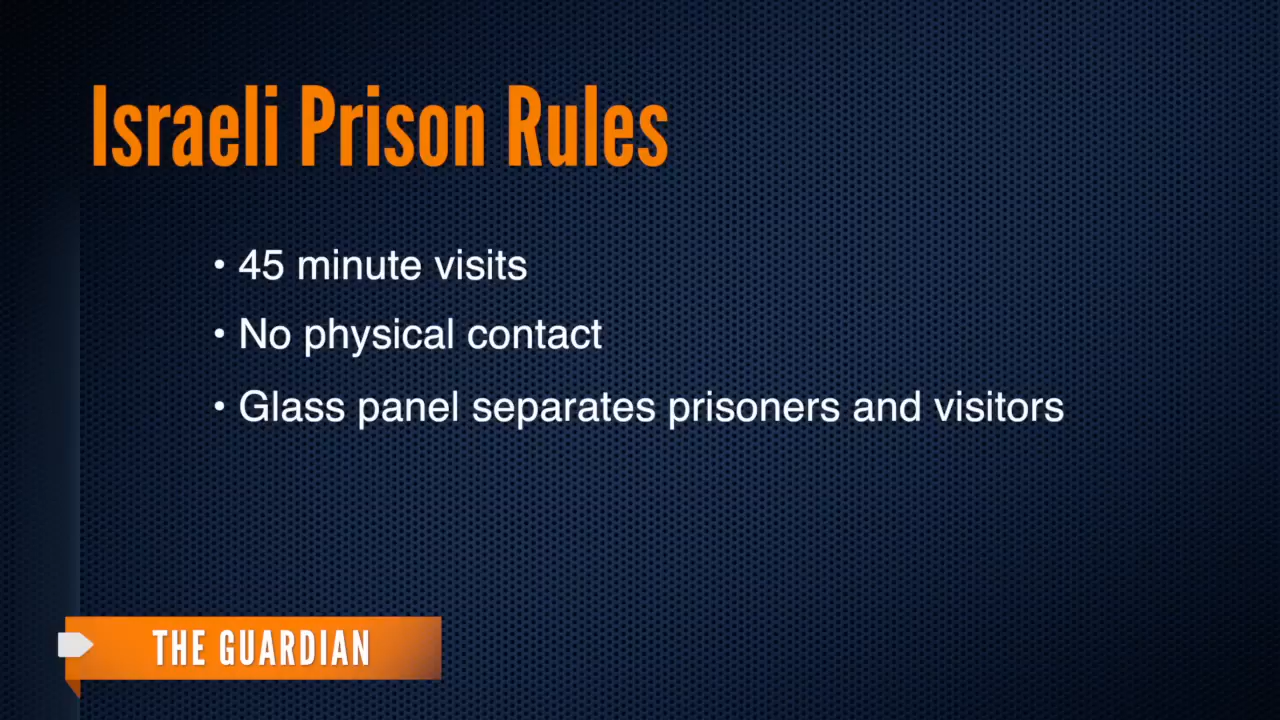 Israeli Prison Rules
• 45 minute visits
• No physical contact
• Glass panel separates prisoners and visitors
THE GUARDIAN